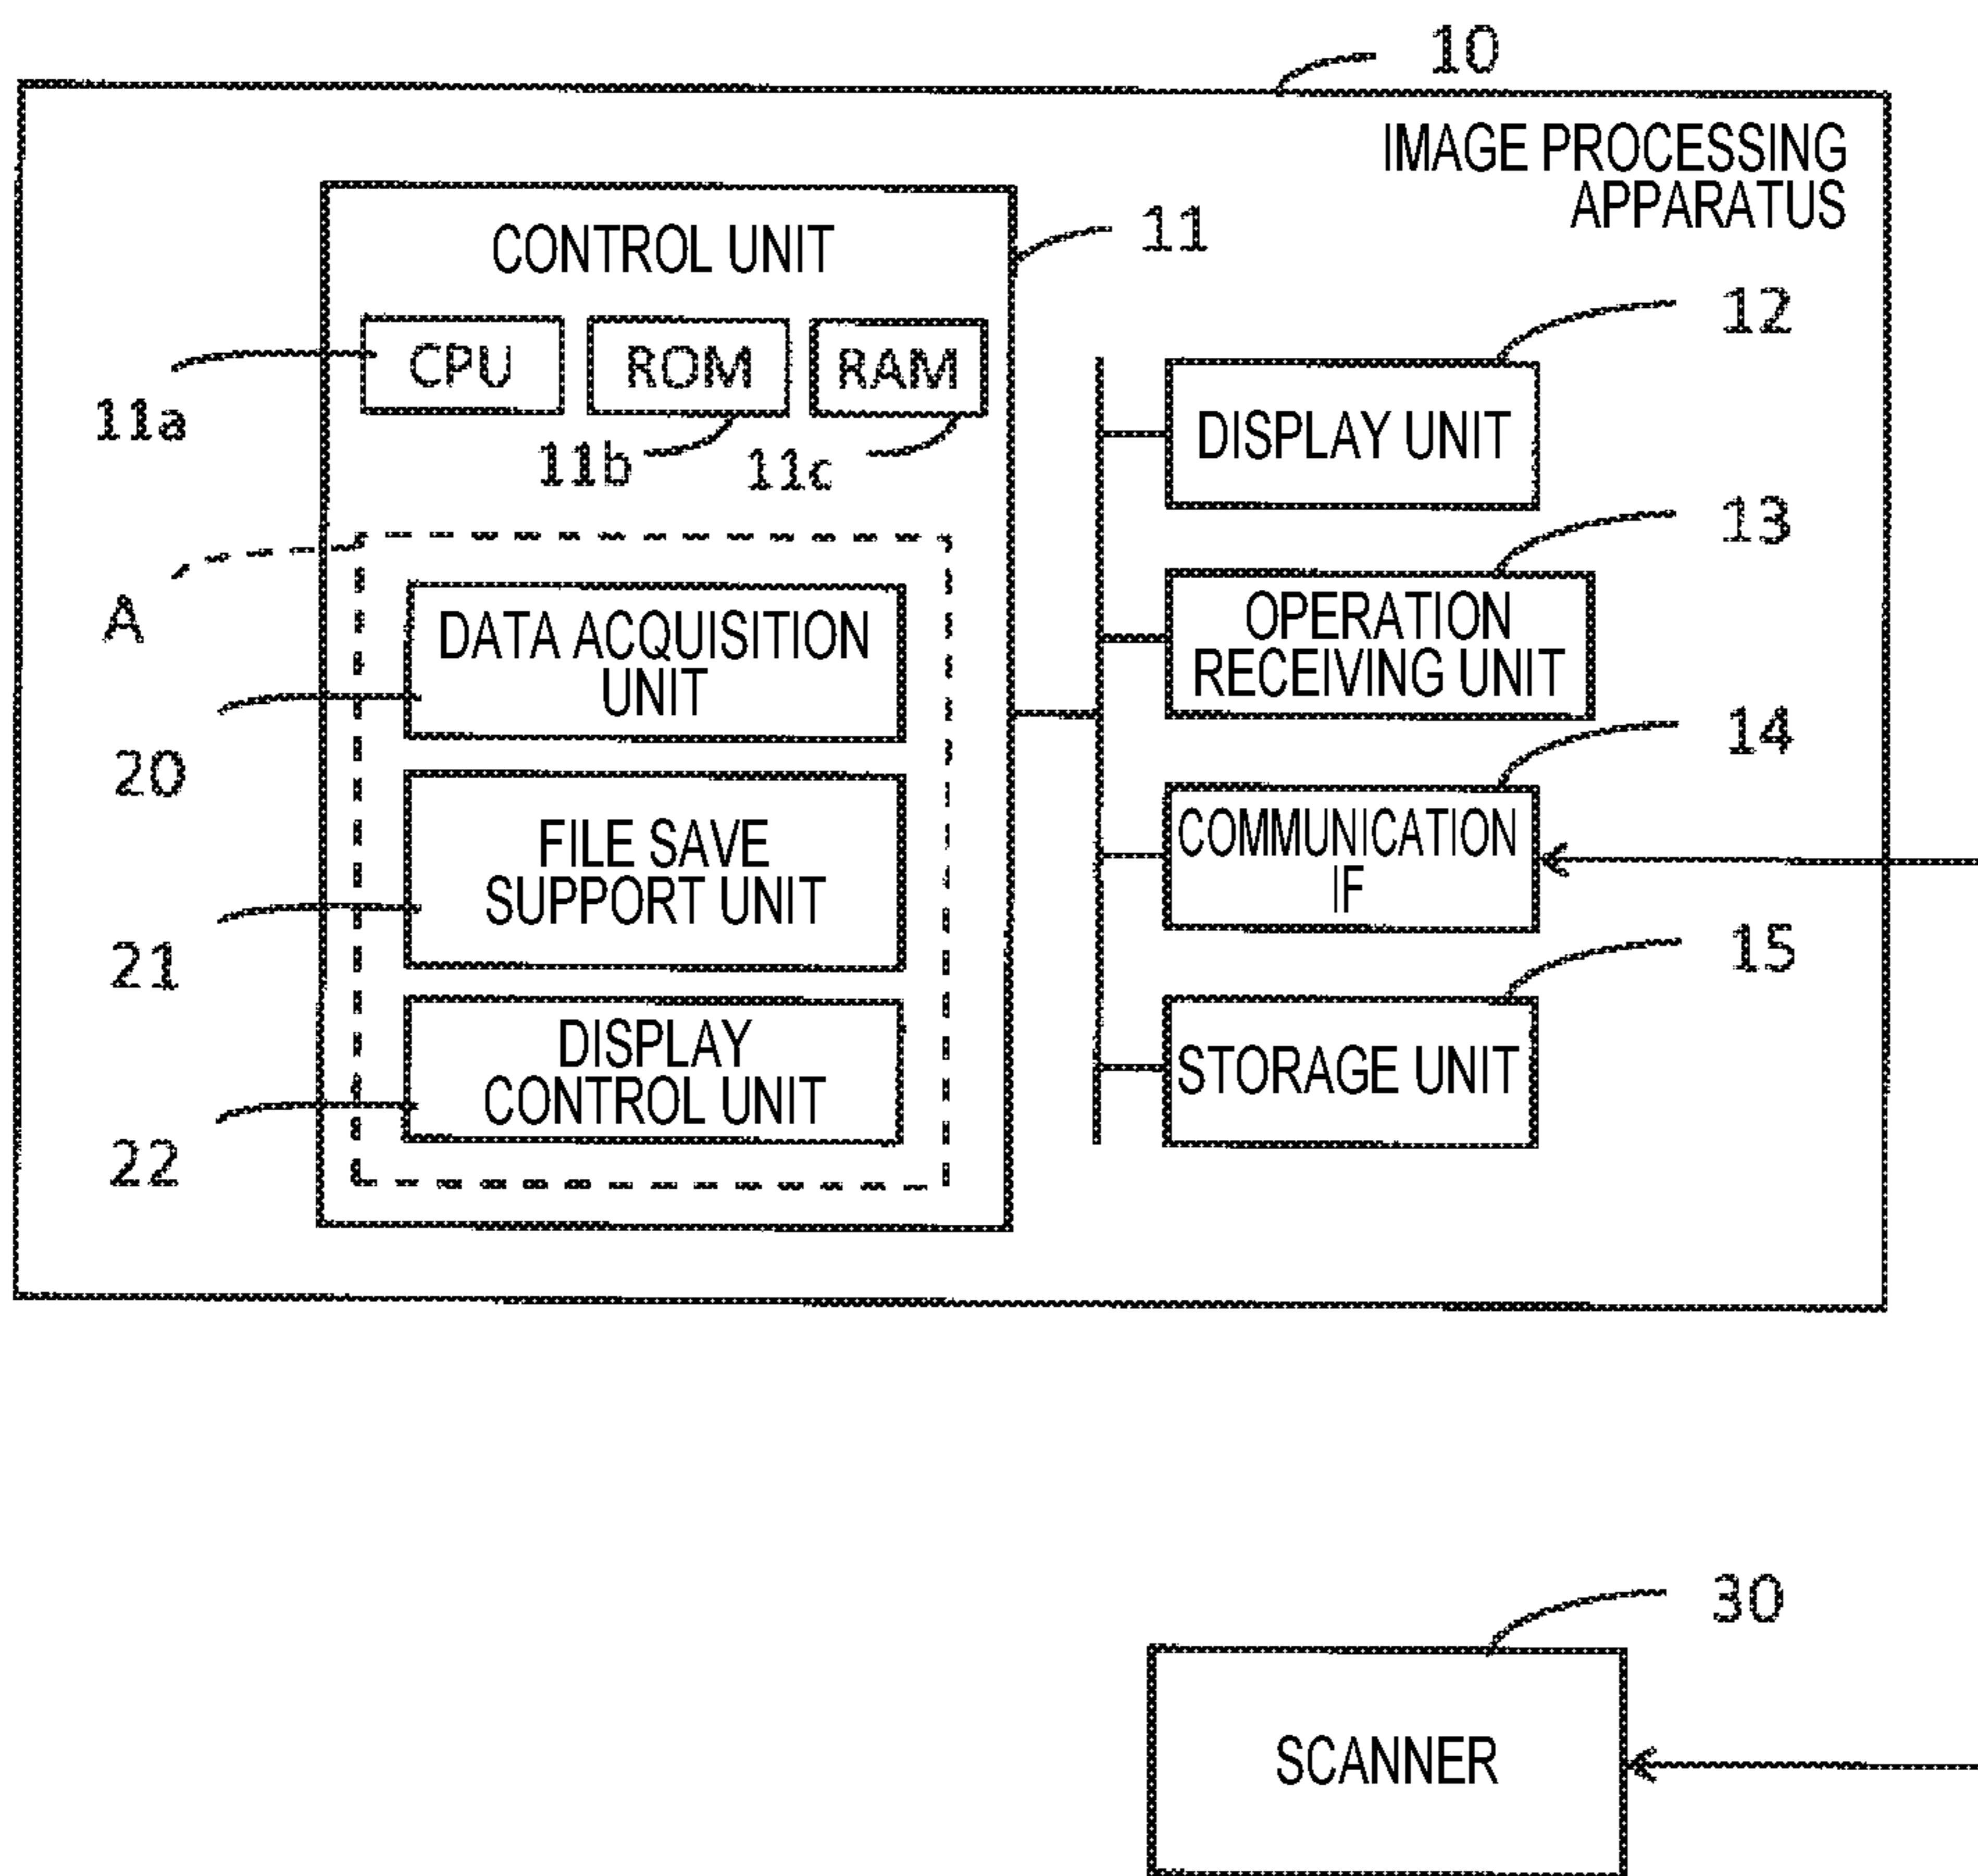 10
IMAGE PROCESSING
APPARATUS
CONTROL UNIT
11
CPU
ROM
RAM
11a
11b
11c
12
DISPLAY UNIT
13
A
DATA ACQUISITION
UNIT
OPERATION
RECEIVING UNIT
20
14
FILE SAVE
SUPPORT UNIT
COMMUNICATION
IF
21
15
DISPLAY
CONTROL UNIT
STORAGE UNIT
22
30
SCANNER